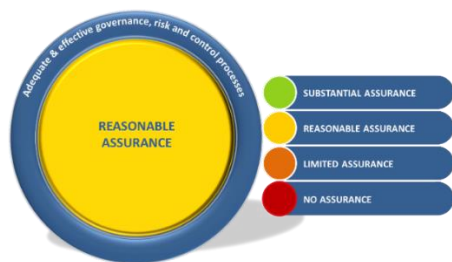 Adequate & effective governance, risk and control processes
REASONABLE
ASSURANCE
SUBSTANTIAL ASSURANCE
REASONABLE ASSURANCE
LIMITED ASSURANCE
NO ASSURANCE